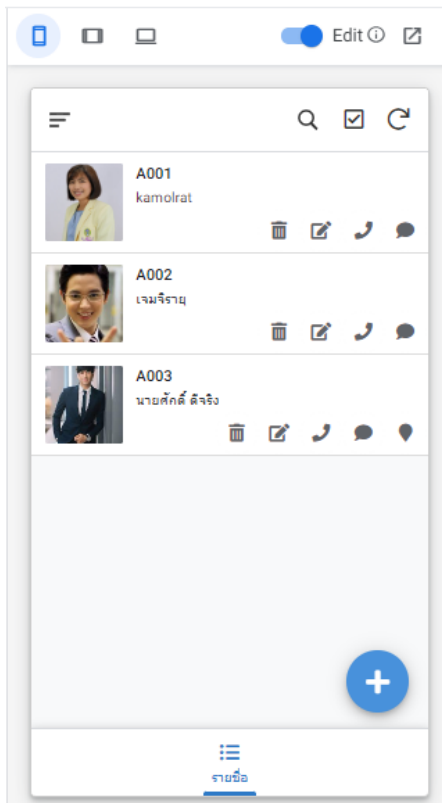 Edit
A001
kamolrat
A002
เจมจิรายุ
A003
นายศักดิ์ ดีจริง
รายชื่อ